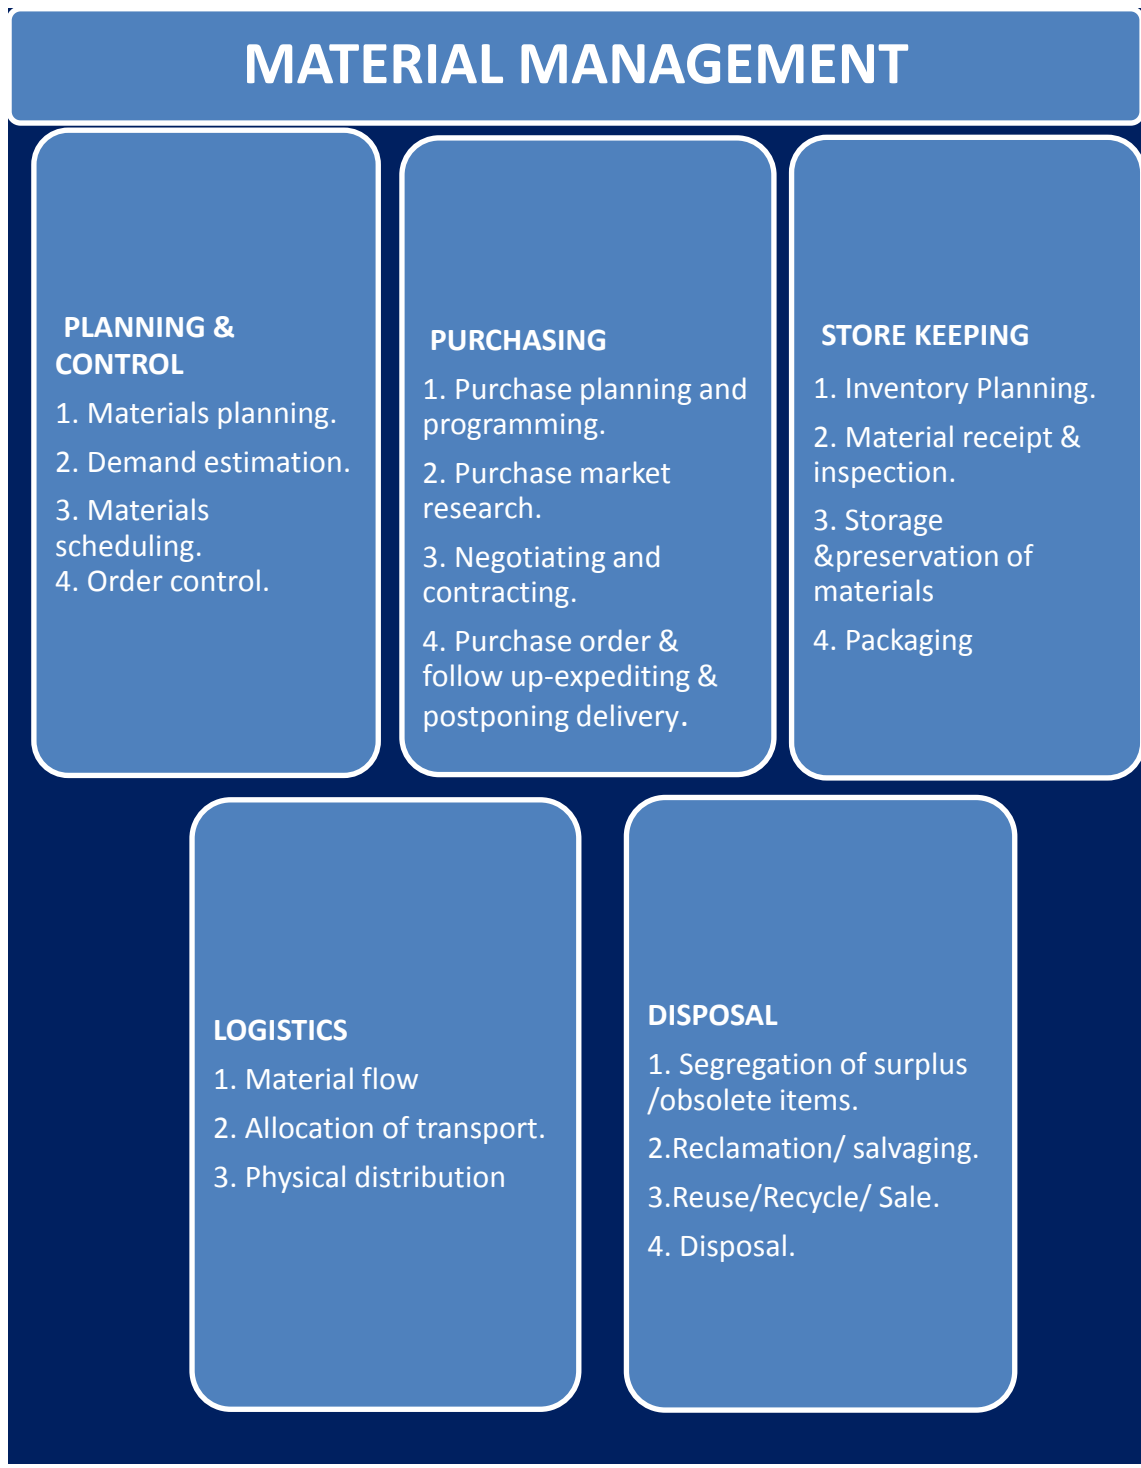 MATERIAL MANAGEMENT
PLANNING &
CONTROL
1. Materials planning.
2. Demand estimation.
3. Materials
scheduling.
4. Order control.
PURCHASING
1. Purchase planning and
programming.
2. Purchase market
research.
3. Negotiating and
contracting.
4. Purchase order &
follow up-expediting &
postponing delivery.
STORE KEEPING
1. Inventory Planning.
2. Material receipt &
inspection.
3. Storage
&preservation of
materials
4. Packaging
LOGISTICS
1. Material flow
2. Allocation of transport.
3. Physical distribution
DISPOSAL
1. Segregation of surplus
/obsolete items.
2.Reclamation/ salvaging.
3.Reuse/Recycle/ Sale.
4. Disposal.